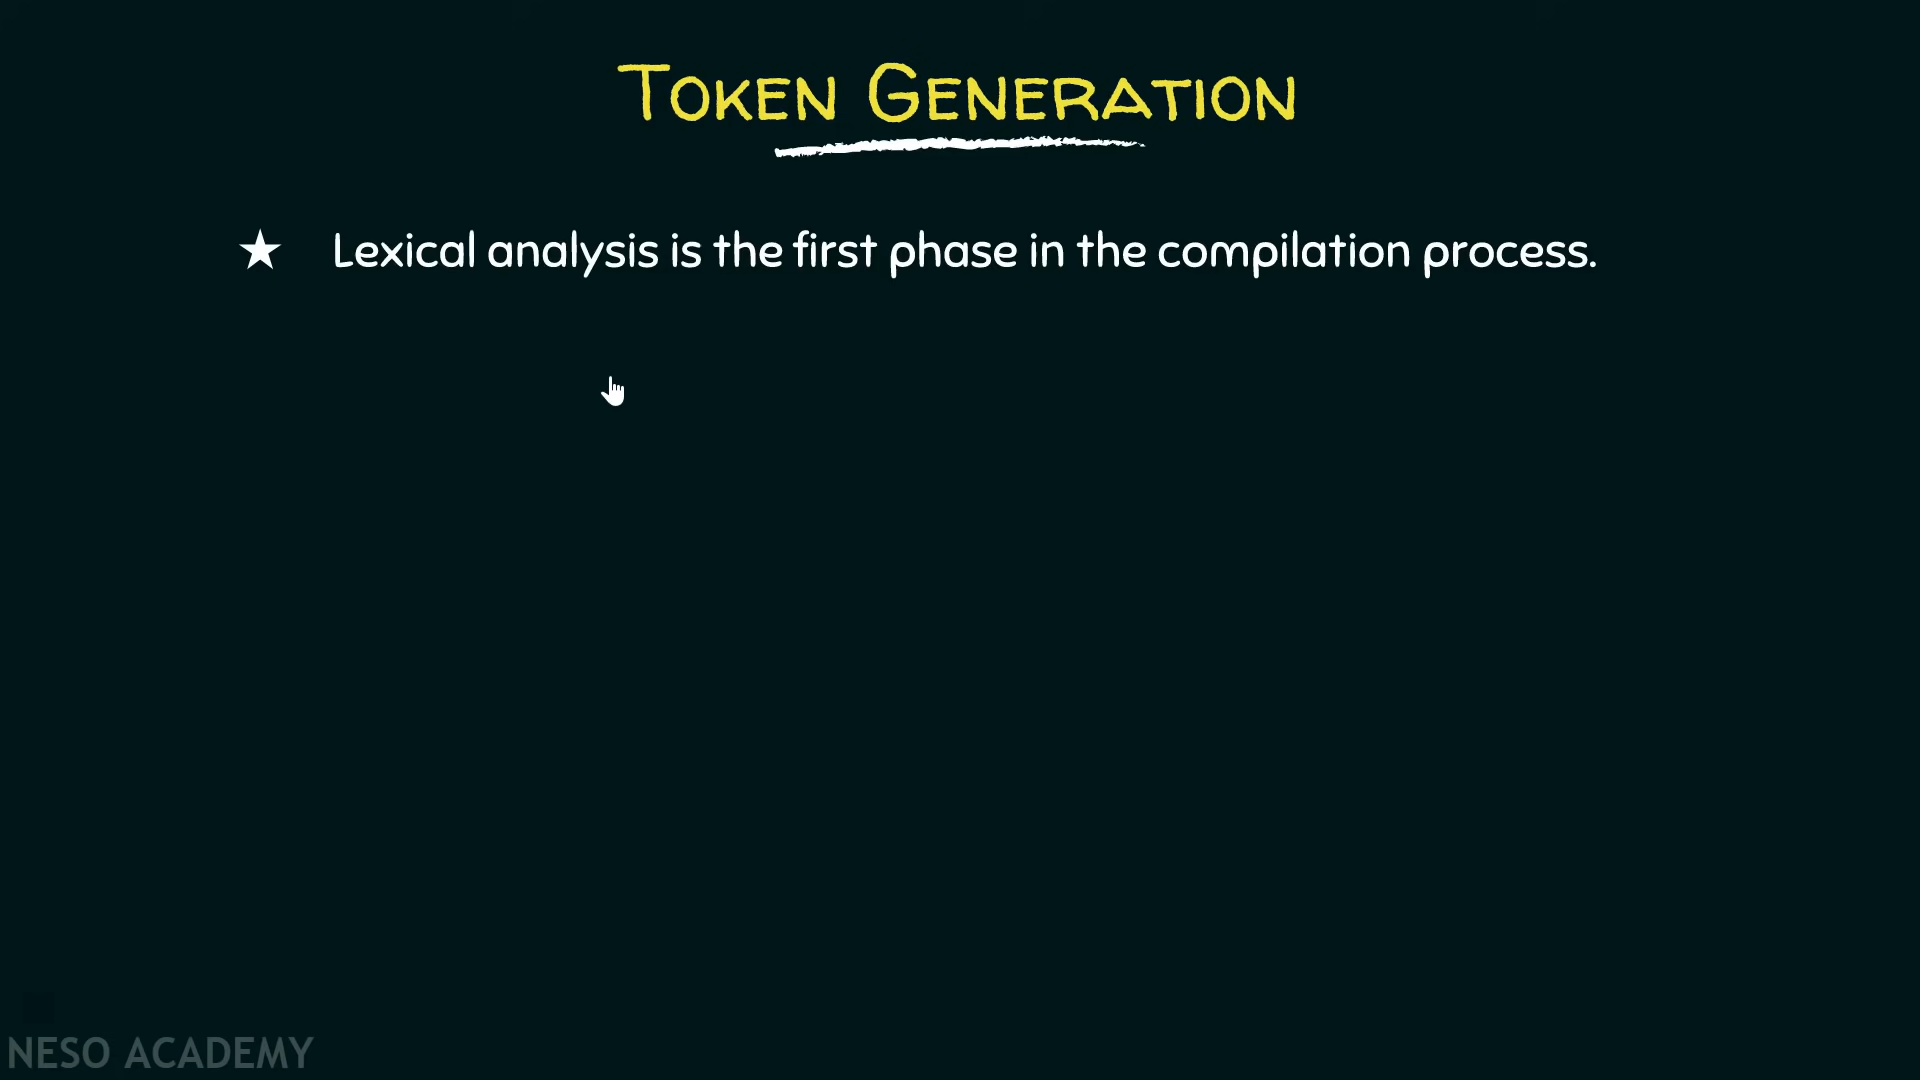 TOKEN GENERATION
★ Lexical analysis is the first phase in the compilation process.
NESO ACADEMY